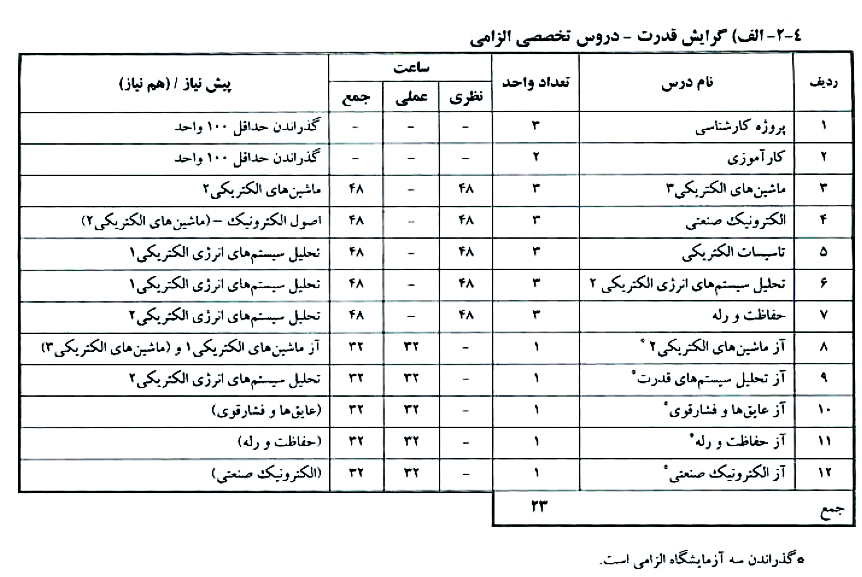 ۴-۲- الف) گرایش قدرت - دروس تخصصی الزامی
ردیف نام درس تعداد واحد ساعت پیش نیاز / (هم نیاز)
نظری عملی جمع
۱ پروژه کارشناسی ۳ - - - گذراندن حداقل ۱۰۰ واحد
۲ کارآموزی ۲ - - - گذراندن حداقل ۱۰۰ واحد
۳ ماشین‌های الکتریکی۳ ۳ ۴۸ - ۴۸ ماشین‌های الکتریکی۲
۴ الکترونیک صنعتی ۳ ۴۸ - ۴۸ اصول الکترونیک -(ماشین‌های الکتریکی۲)
۵ تاسیسات الکتریکی ۳ ۴۸ - ۴۸ تحلیل سیستم‌های انرژی الکتریکی۱
۶ تحلیل سیستم‌های انرژی الکتریکی ۲ ۳ ۴۸ - ۴۸ تحلیل سیستم‌های انرژی الکتریکی۱
۷ حفاظت و رله ۳ ۴۸ - ۴۸ تحلیل سیستم‌های انرژی الکتریکی۲
۸ آز ماشین‌های الکتریکی۲ * ۱ - ۳۲ ۳۲ آز ماشین‌های الکتریکی۱ و (ماشین‌های الکتریکی۳)
۹ آز تحلیل سیستم‌های قدرت* ۱ - ۳۲ ۳۲ تحلیل سیستم‌های انرژی الکتریکی۲
۱۰ آز عایق‌ها و فشارقوی* ۱ - ۳۲ ۳۲ (عایق‌ها و فشارقوی)
۱۱ آز حفاظت و رله* ۱ - ۳۲ ۳۲ (حفاظت و رله)
۱۲ آز الکترونیک صنعتی* ۱ - ۳۲ ۳۲ (الکترونیک صنعتی)
جمع ۲۳
*گذراندن سه آزمایشگاه الزامی است.